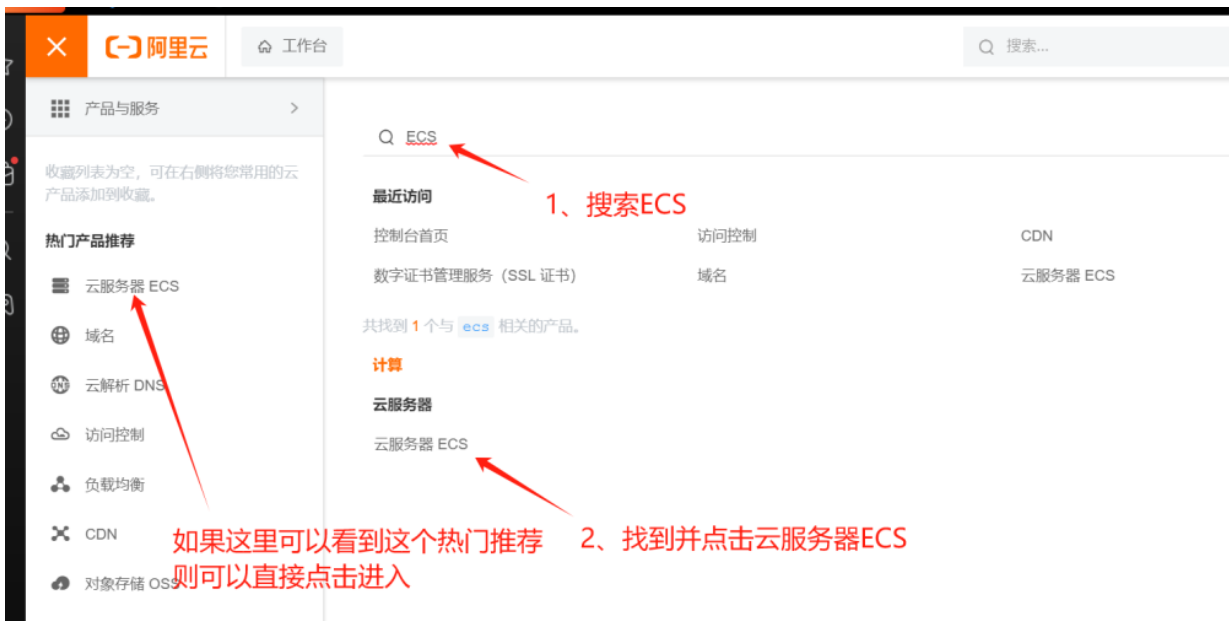 阿里云
工作台
搜索...
产品与服务
收藏列表为空，可在右侧将您常用的云
产品添加到收藏。
热门产品推荐
云服务器 ECS
域名
云解析 DNS
访问控制
负载均衡
CDN
对象存储 OSS
如果这里可以看到这个热门推荐
则可以直接点击进入
ECS
1、搜索ECS
最近访问
控制台首页 访问控制 CDN
数字证书管理服务（SSL 证书） 域名 云服务器 ECS
共找到 1 个与 ecs 相关的产品。
计算
云服务器
云服务器 ECS
2、找到并点击云服务器ECS